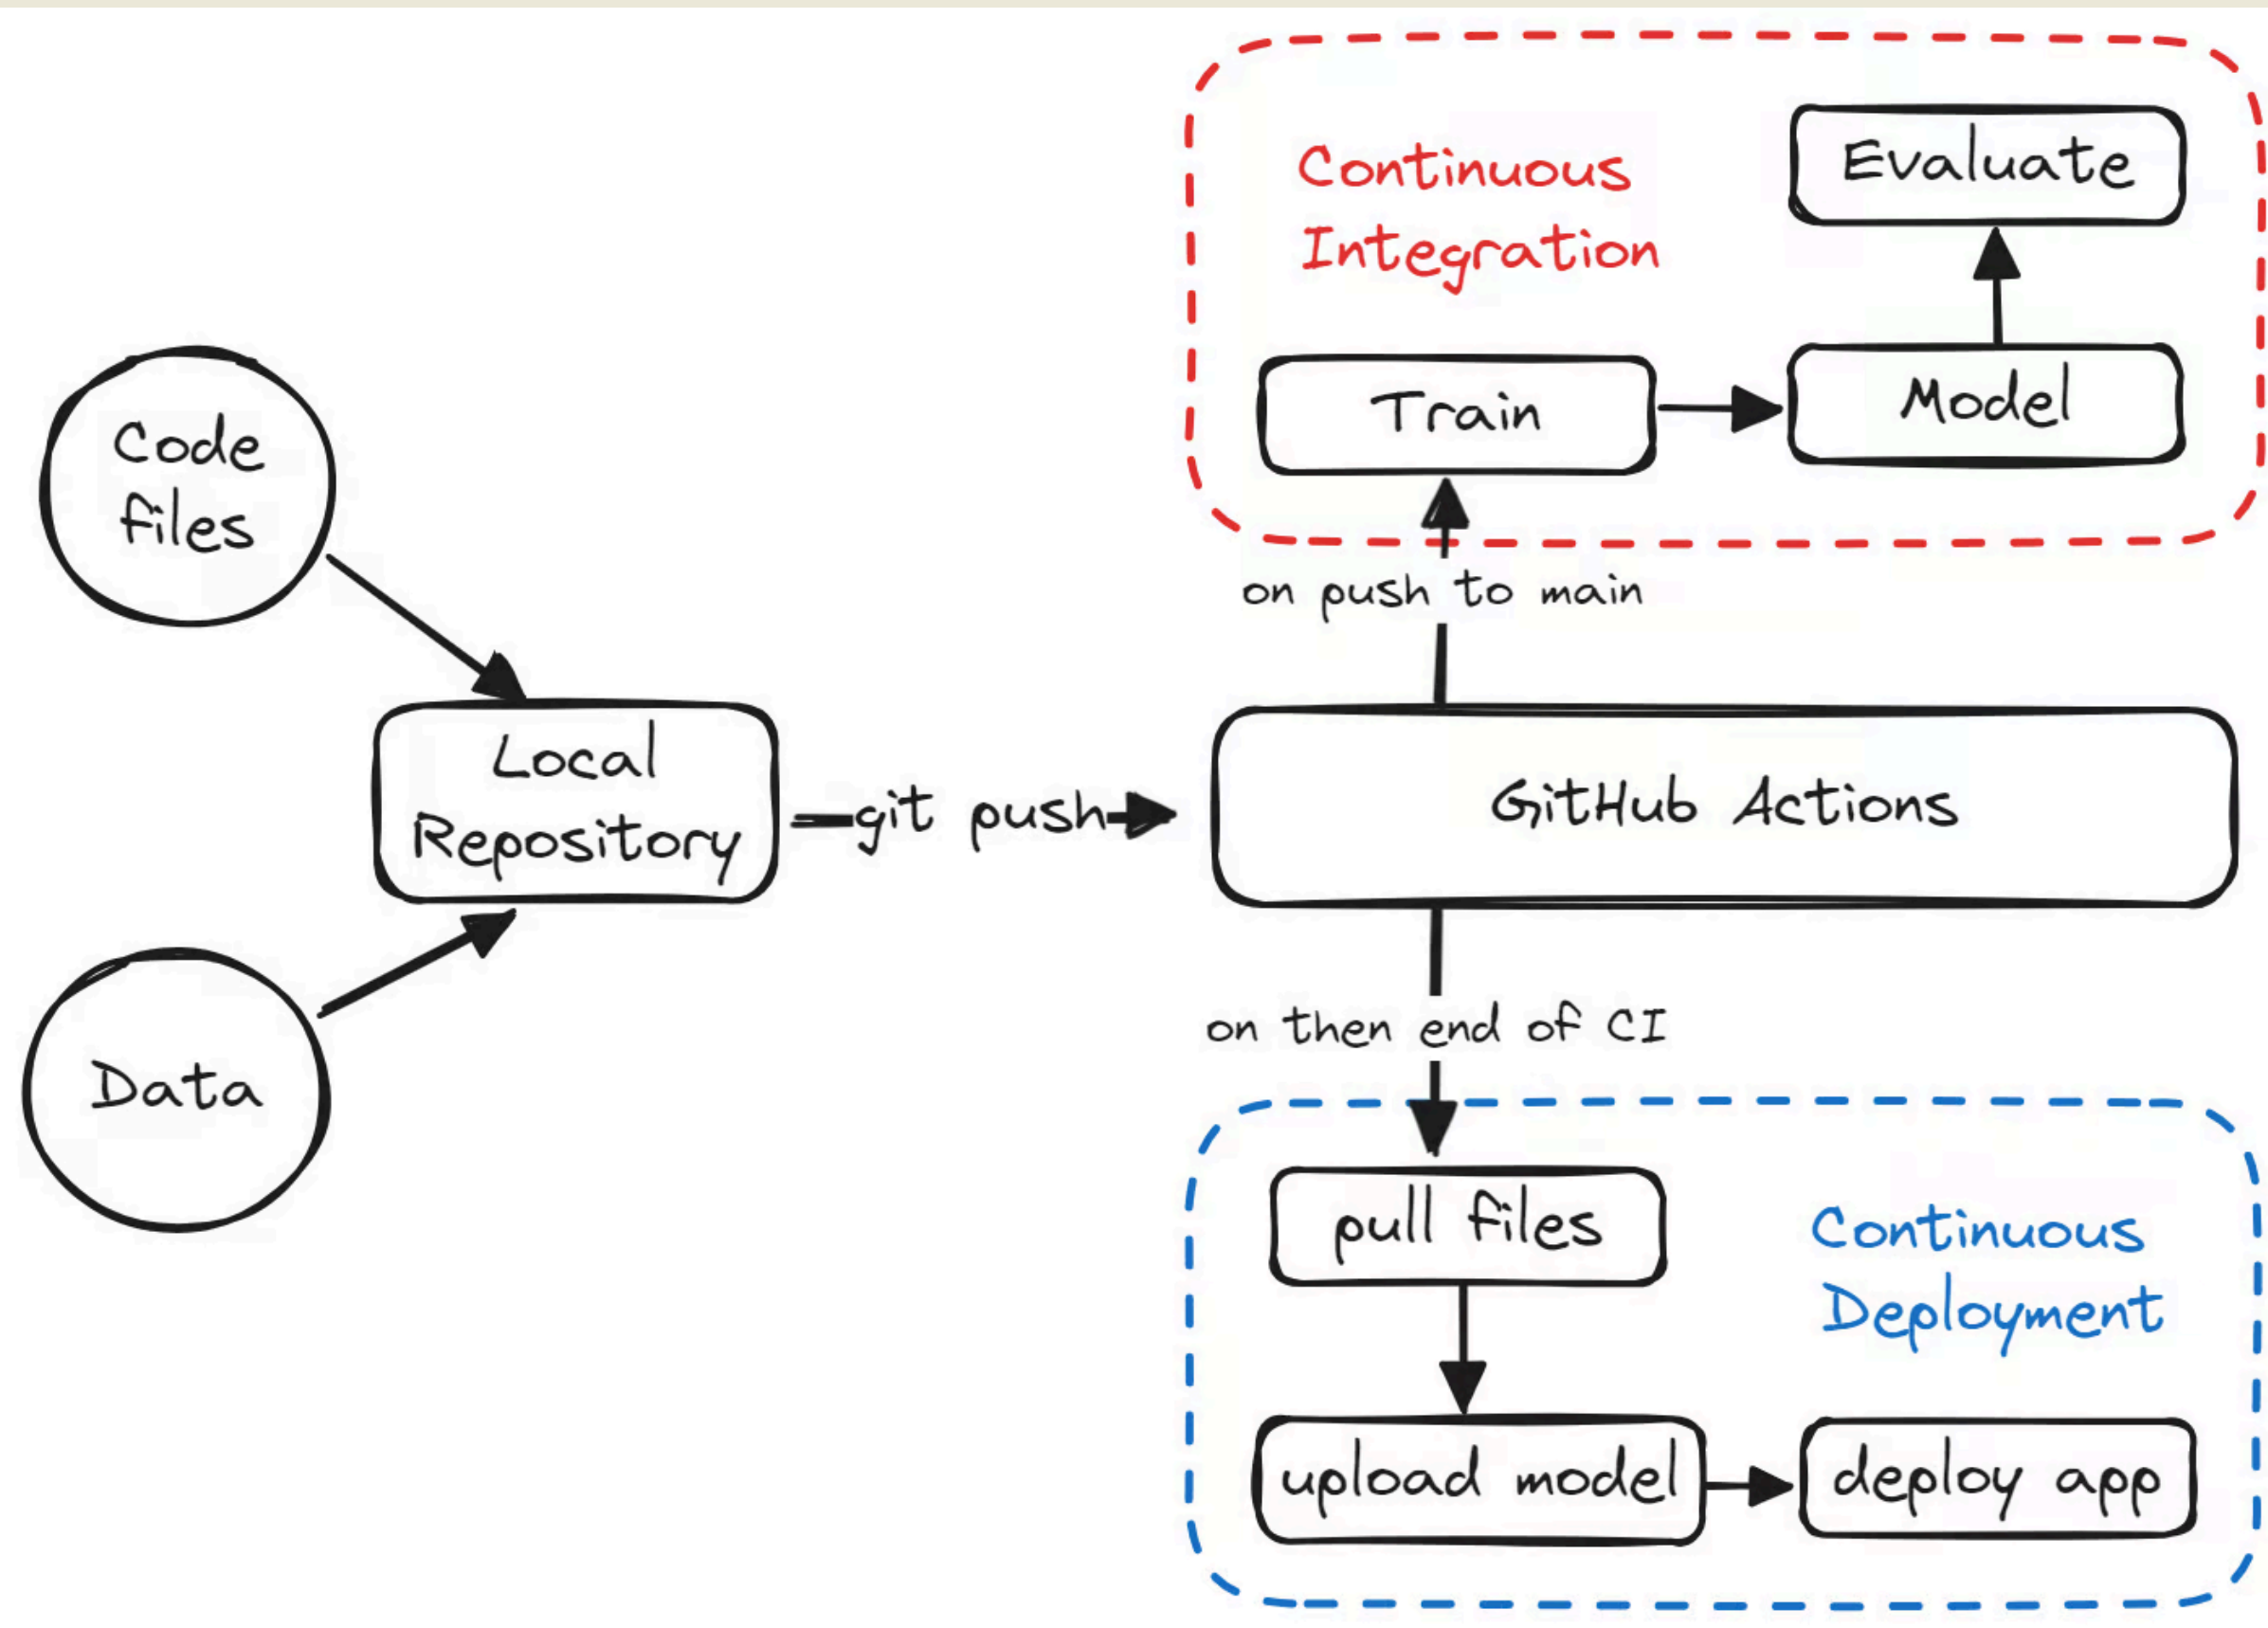 Continuous
Integration
Evaluate
Train
Model
Code
files
on push to main
Local
Repository
git push
GitHub Actions
Data
on then end of CI
pull files
Continuous
Deployment
upload model
deploy app